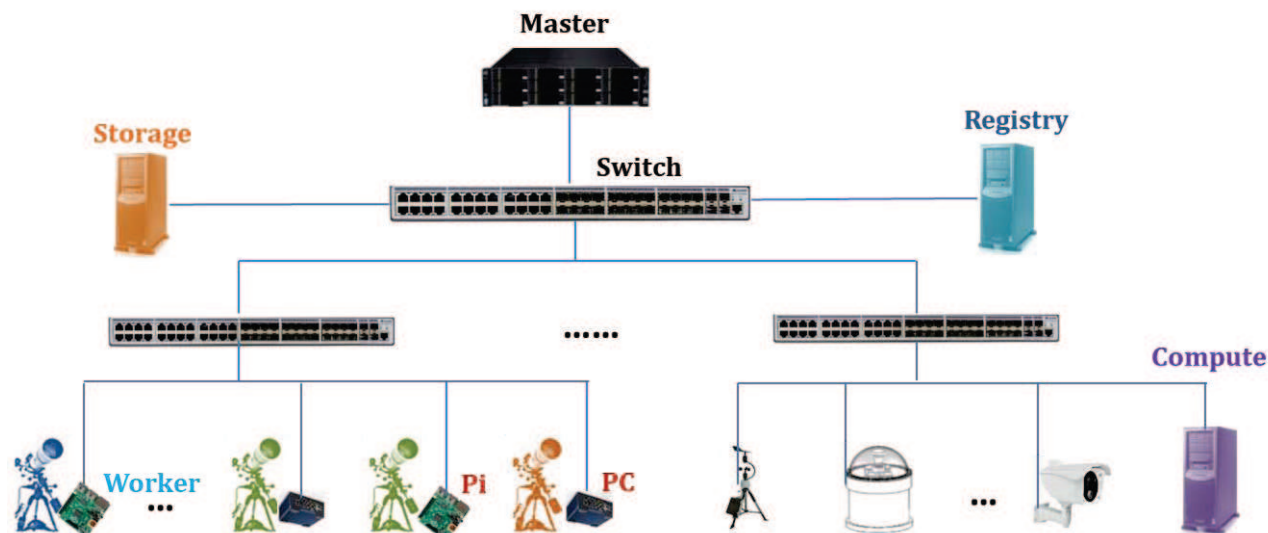 Master
Storage
Registry
Switch
......
Compute
Worker
...
Pi
PC
...